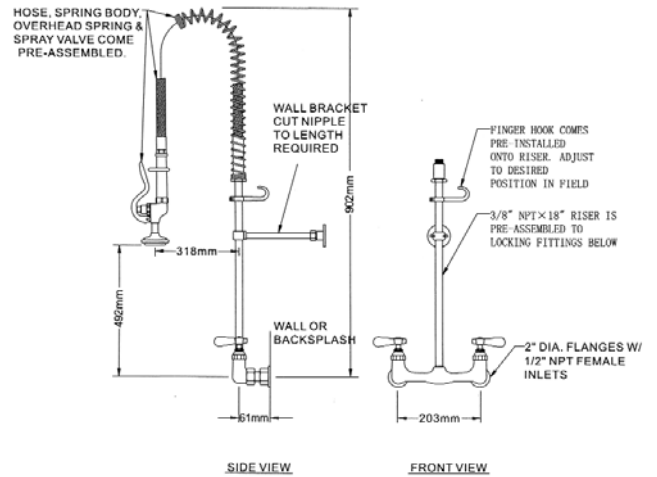 HOSE, SPRING BODY,
OVERHEAD SPRING &
SPRAY VALVE COME
PRE-ASSEMBLED.
WALL BRACKET
CUT NIPPLE
TO LENGTH
REQUIRED
902mm
318mm
492mm
WALL OR
BACKSPLASH
61mm
SIDE VIEW
FINGER HOOK COMES
PRE-INSTALLED
ONTO RISER. ADJUST
TO DESIRED
POSITION IN FIELD
3/8" NPT×18" RISER IS
PRE-ASSEMBLED TO
LOCKING FITTINGS BELOW
2" DIA. FLANGES W/
1/2" NPT FEMALE
INLETS
203mm
FRONT VIEW